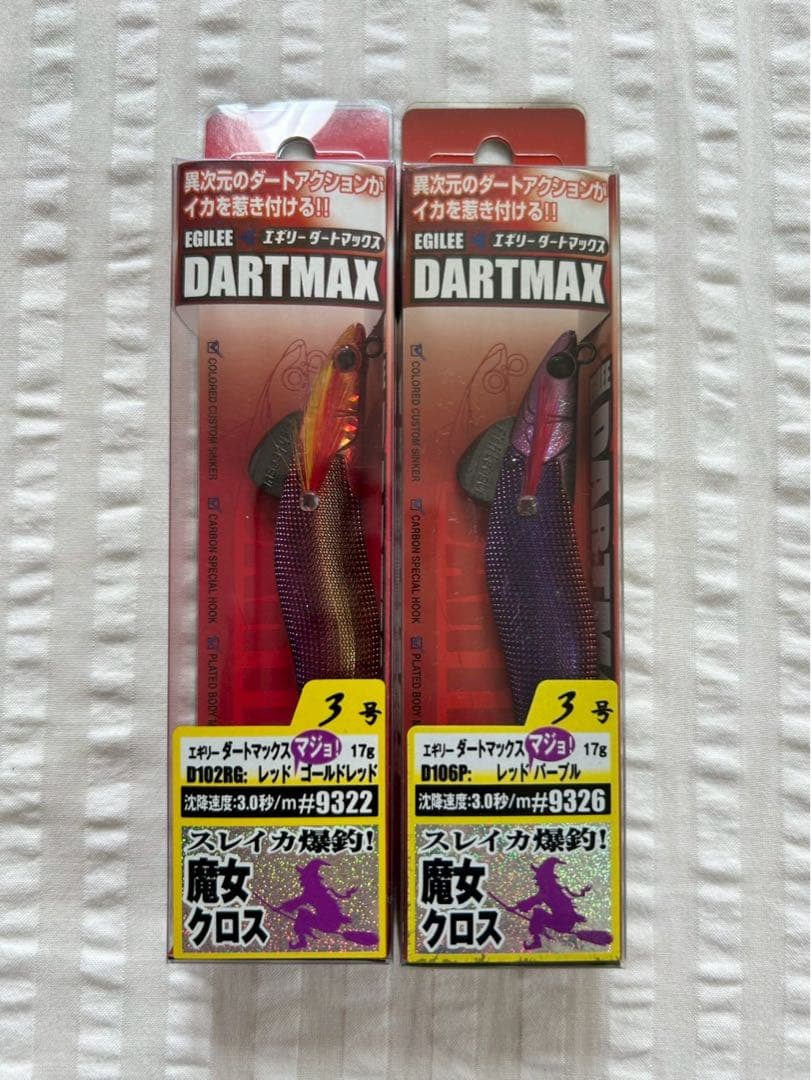 異次元のダートアクションが
イカを惹き付ける!!
EGILEE エギリーダートマックス
DARTMAX
COLORED CUSTOM SINKER
CARBON SPECIAL HOOK
PLATED BODY
3号
エギリー ダートマックス マジョ! 17g
D102RG: レッド ゴールドレッド
沈降速度:3.0秒/m #9322
スレイカ爆釣!
魔女
クロス
異次元のダートアクションが
イカを惹き付ける!!
EGILEE エギリーダートマックス
DARTMAX
COLORED CUSTOM SINKER
CARBON SPECIAL HOOK
PLATED BODY
3号
エギリー ダートマックス マジョ! 17g
D106P: レッド パープル
沈降速度:3.0秒/m #9326
スレイカ爆釣!
魔女
クロス